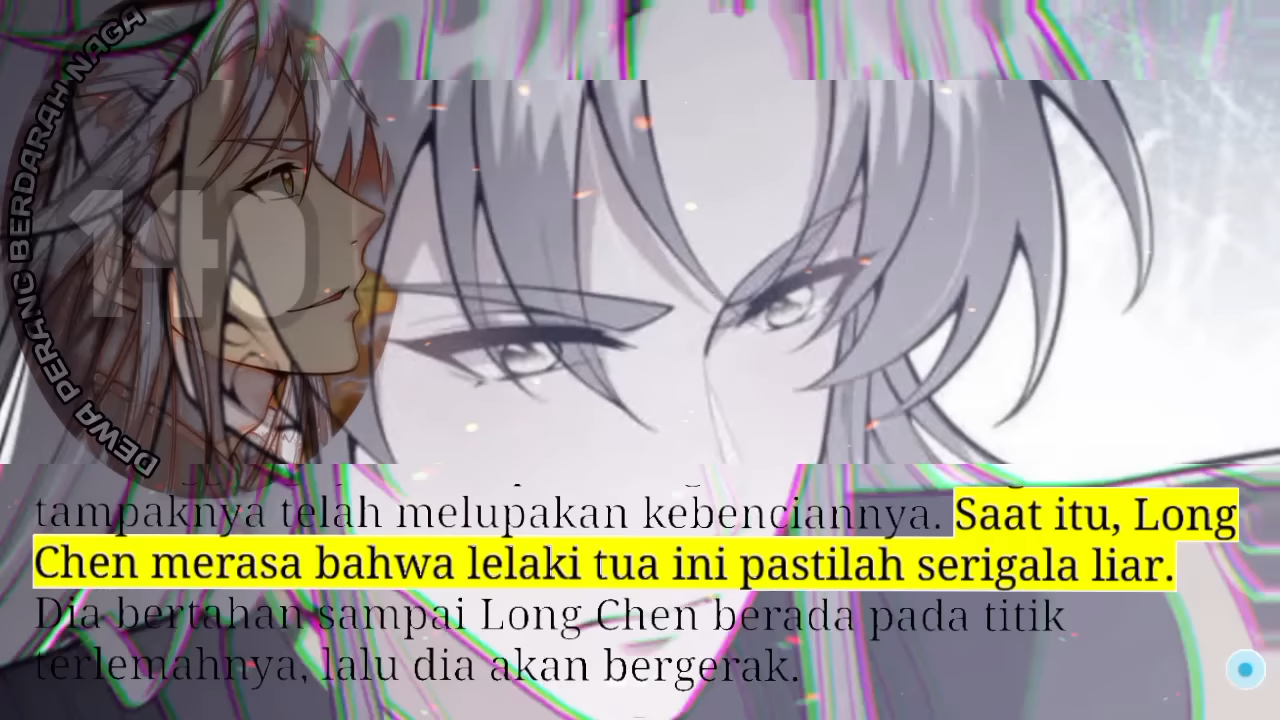 DEWA PERANG BERDARAH NAGA
140
tampaknya telah melupakan kebenciannya. Saat itu, Long
Chen merasa bahwa lelaki tua ini pastilah serigala liar.
Dia bertahan sampai Long Chen berada pada titik
terlemahnya, lalu dia akan bergerak.